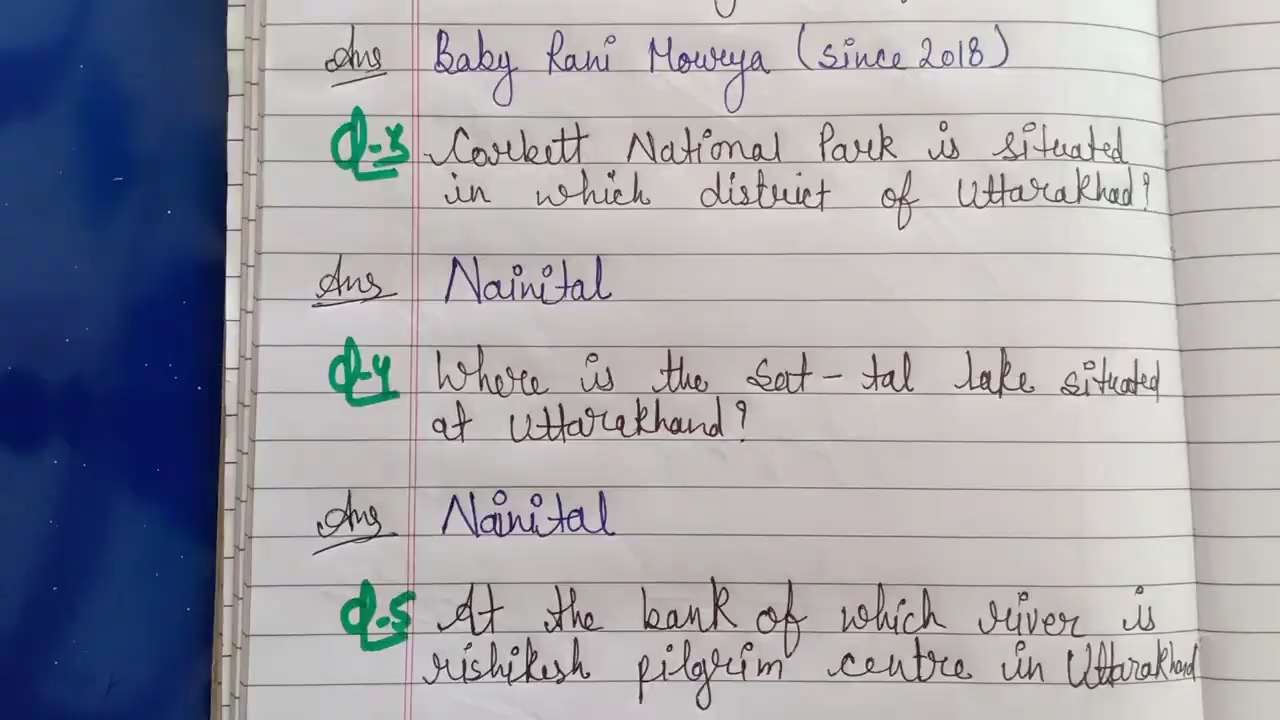 Ans Baby Rani Mowrya (since 2018)
Q-3 Corbett National Park is situated
in which district of Uttarakhad?
Ans Nainital
Q-4 Where is the Sat-tal lake situated
at Uttarakhand?
Ans Nainital
Q-5 At the bank of which river is
rishikesh pilgrim centre in Uttarakhand